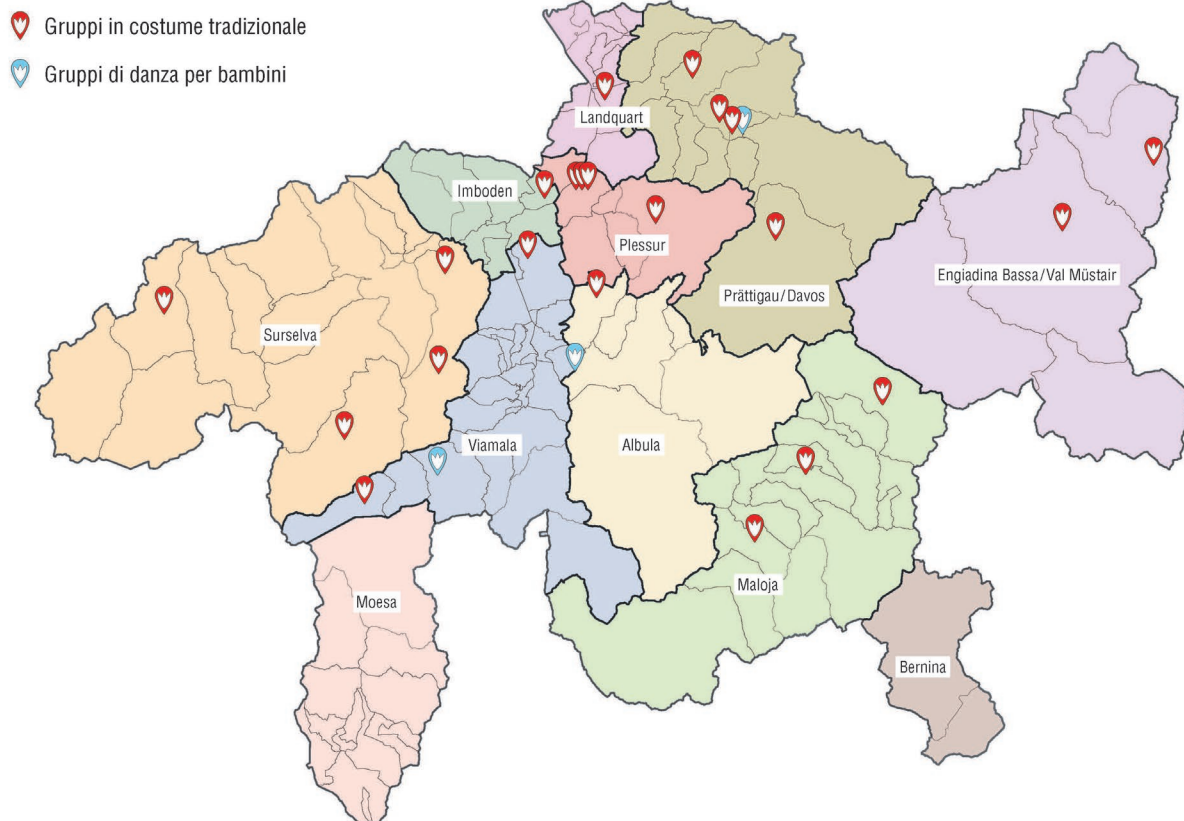 Gruppi in costume tradizionale
Gruppi di danza per bambini
Landquart
Imboden
Plessur
Engiadina Bassa/Val Müstair
Prättigau/Davos
Surselva
Viamala
Albula
Maloja
Moesa
Bernina